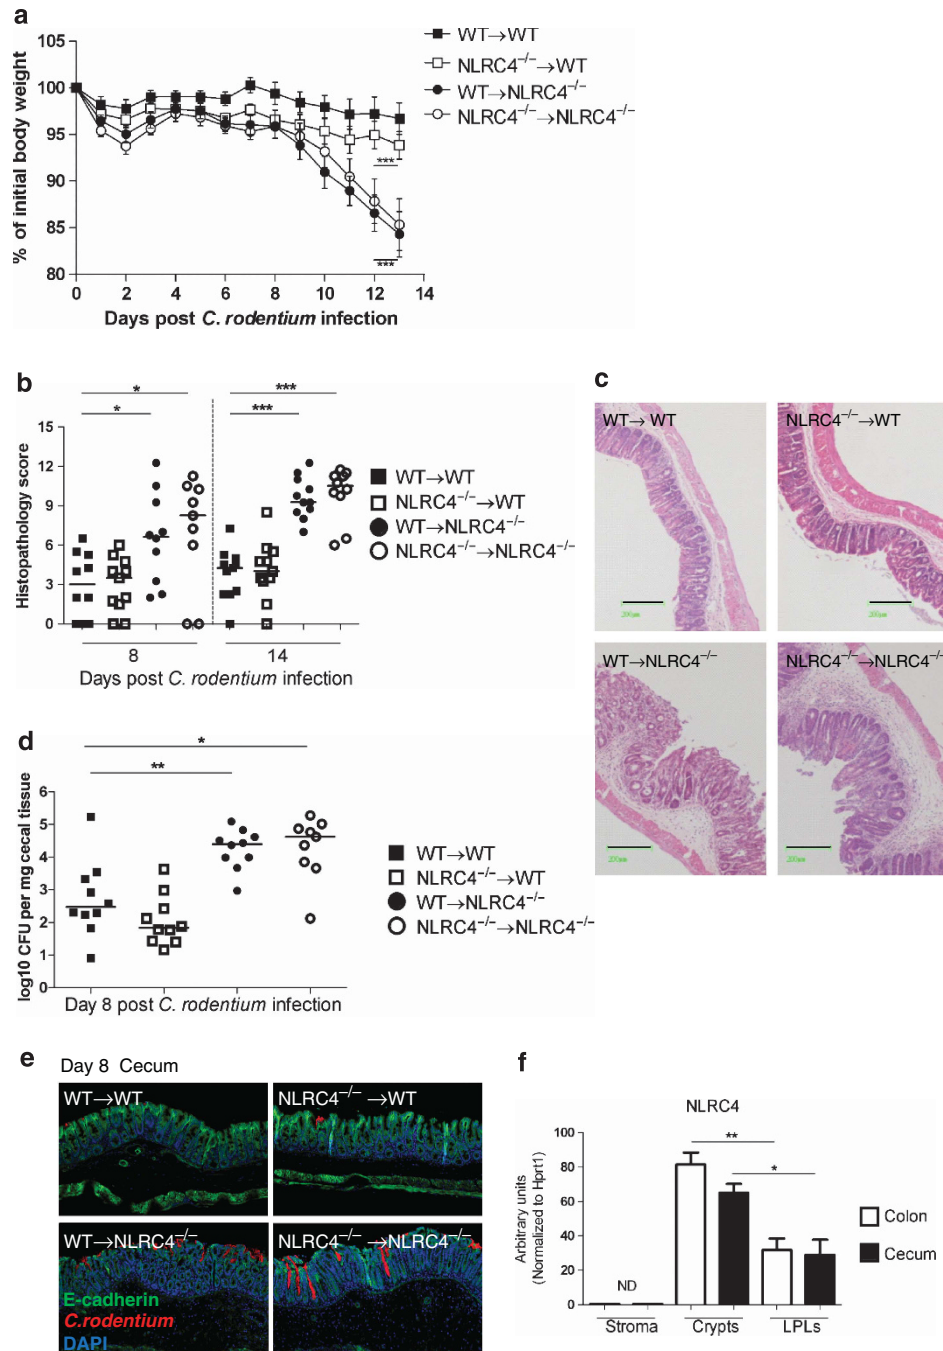 a
WT→WT
NLRC4⁻/⁻→WT
WT→NLRC4⁻/⁻
NLRC4⁻/⁻→NLRC4⁻/⁻
% of initial body weight
105
100
95
90
85
80
***
***
0 2 4 6 8 10 12 14
Days post C. rodentium infection
b
* ***
* ***
Histopathology score
15
12
9
6
3
0
WT→WT
NLRC4⁻/⁻→WT
WT→NLRC4⁻/⁻
NLRC4⁻/⁻→NLRC4⁻/⁻
8 14
Days post C. rodentium infection
c
WT→WT
NLRC4⁻/⁻→WT
200um
200um
WT→NLRC4⁻/⁻
NLRC4⁻/⁻→NLRC4⁻/⁻
200um
200um
d
*
**
log10 CFU per mg cecal tissue
6
5
4
3
2
1
0
WT→WT
NLRC4⁻/⁻→WT
WT→NLRC4⁻/⁻
NLRC4⁻/⁻→NLRC4⁻/⁻
Day 8 post C. rodentium infection
e
Day 8 Cecum
WT→WT
NLRC4⁻/⁻→WT
WT→NLRC4⁻/⁻
NLRC4⁻/⁻→NLRC4⁻/⁻
E-cadherin
C.rodentium
DAPI
f
NLRC4
Arbitrary units
(Normalized to Hprt1)
100
80
60
40
20
0
**
*
ND
Colon
Cecum
Stroma Crypts LPLs